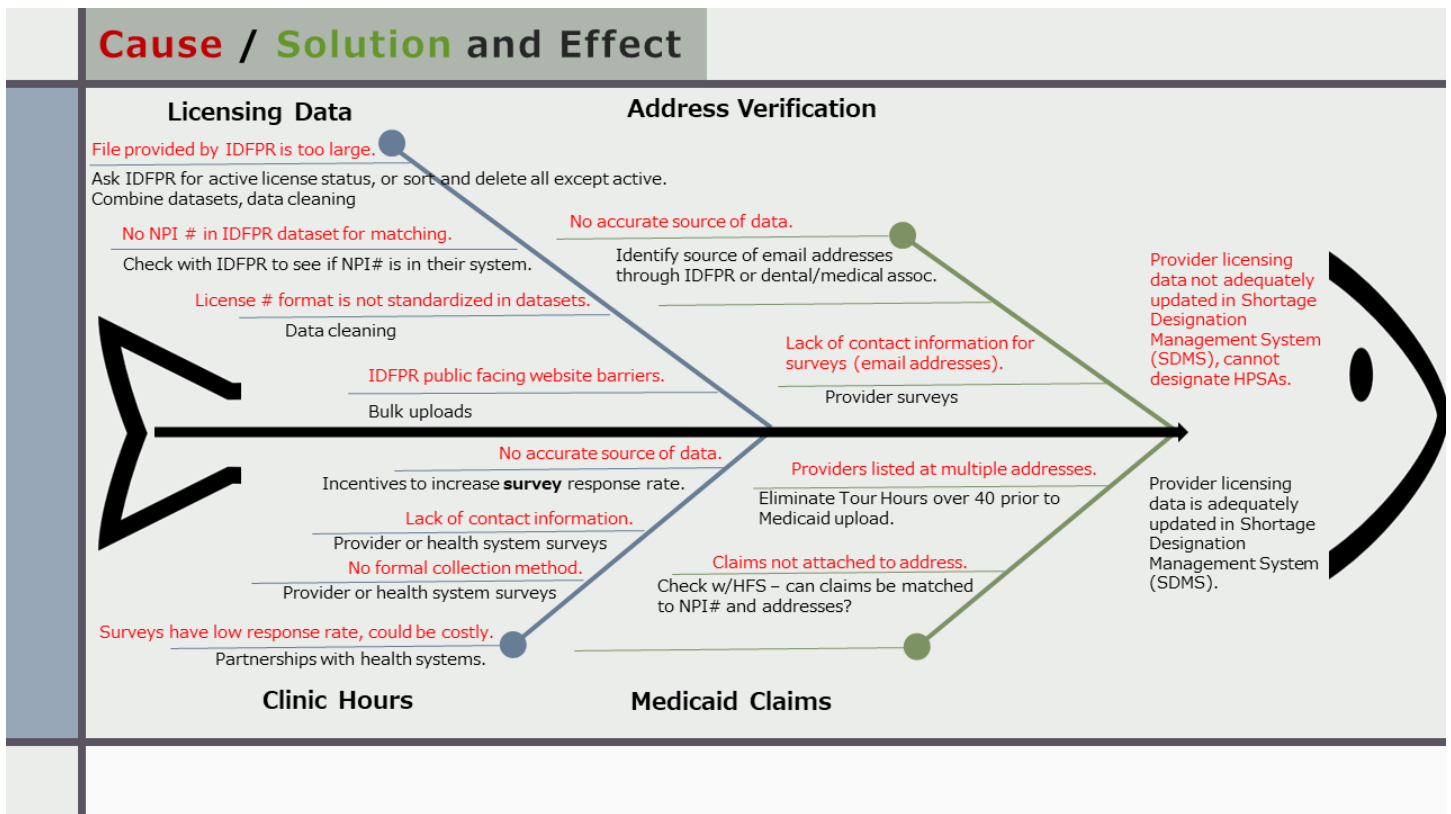 Cause / Solution and Effect
Licensing Data
File provided by IDFPR is too large.
Ask IDFPR for active license status, or sort and delete all except active.
Combine datasets, data cleaning
No NPI # in IDFPR dataset for matching.
Check with IDFPR to see if NPI# is in their system.
License # format is not standardized in datasets.
Data cleaning
IDFPR public facing website barriers.
Bulk uploads
Address Verification
No accurate source of data.
Identify source of email addresses
through IDFPR or dental/medical assoc.
Lack of contact information for
surveys (email addresses).
Provider surveys
Provider licensing
data not adequately
updated in Shortage
Designation
Management System
(SDMS), cannot
designate HPSAs.
No accurate source of data.
Incentives to increase survey response rate.
Lack of contact information.
Provider or health system surveys
No formal collection method.
Provider or health system surveys
Surveys have low response rate, could be costly.
Partnerships with health systems.
Clinic Hours
Providers listed at multiple addresses.
Eliminate Tour Hours over 40 prior to
Medicaid upload.
Claims not attached to address.
Check w/HFS – can claims be matched
to NPI# and addresses?
Medicaid Claims
Provider licensing
data is adequately
updated in Shortage
Designation
Management System
(SDMS).